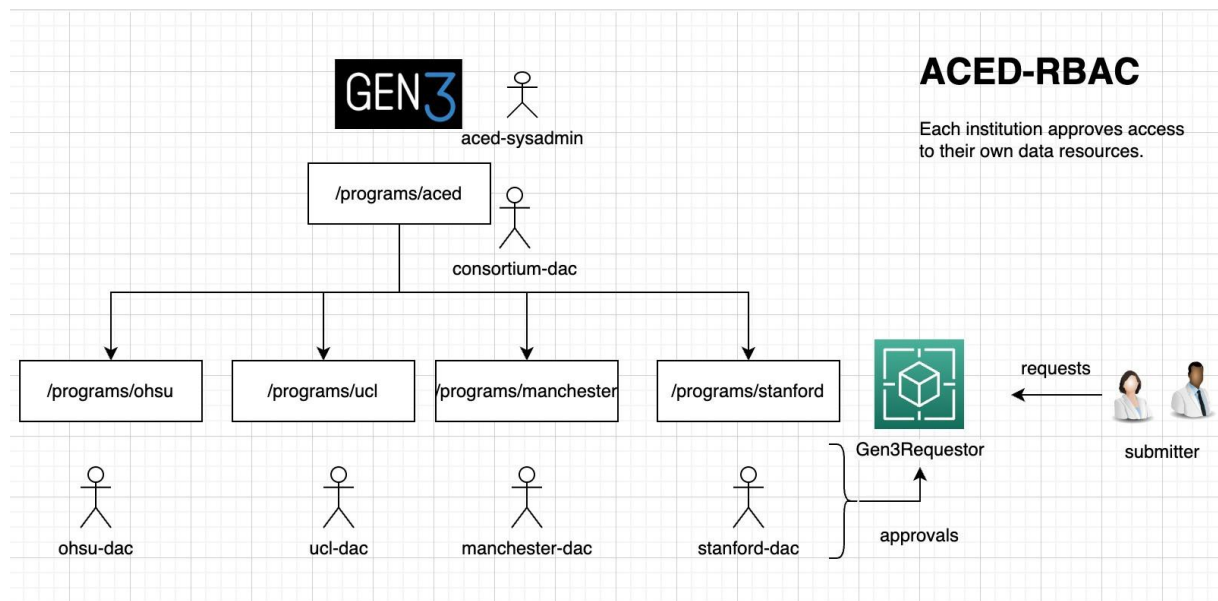 GEN3
ACED-RBAC
aced-sysadmin
Each institution approves access
to their own data resources.
/programs/aced
consortium-dac
/programs/ohsu
/programs/ucl
/programs/manchester
/programs/stanford
requests
Gen3Requestor
submitter
ohsu-dac
ucl-dac
manchester-dac
stanford-dac
approvals